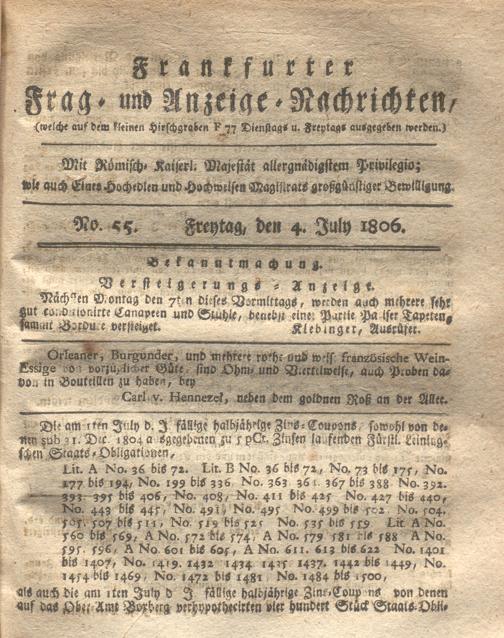 Frankfurter
Frag- und Anzeige-Nachrichten,
(welche auf dem kleinen Hirschgraben F 77 Dienstags u. Freytags ausgegeben werden.)
Mit Römisch-Kaiserl. Majestät allergnädigstem Privilegio;
wie auch Eines Hochedlen und Hochweisen Magistrats großgünstiger Bewilligung.
No. 55. Freytag, den 4. July 1806.
Bekanntmachung.
Versteigerungs-Anzeige.
Nächsten Montag den 7ten dieses Vormittags, werden auch mehrere sehr
gut conditionirte Canapeen und Stühle, benebst einer Partie Pariser Tapeten,
sammt Bordure versteiget. Klebinger, Ausrufer.
Orleaner, Burgunder, und mehrere rothe und weiß französische Wein-
Essige von vorzüglicher Güte, sind Ohm- und Viertelweise, auch Proben da-
von in Bouteillen zu haben, bey
Carl v. Hennezel, neben dem goldnen Roß an der Allee.
Die am 1ten July d. J. fällige halbjährige Zins-Coupons, sowohl von de-
nen sub 31. Dec. 1804 ausgegebenen zu 5 pCt. Zinsen laufenden Fürstl. Leining-
schen Staats-Obligationen,
Lit. A No. 36 bis 72. Lit. B No. 36 bis 72, No. 73 bis 175, No.
177 bis 194, No. 199 bis 336. No. 363 367 bis 388 No. 392.
393. 395 bis 406, No. 408, No. 411 bis 425 No. 427 bis 440,
No. 443 bis 445, No. 491, No. 495 No. 499 bis 502. No. 504.
505. 507 bis 511, No. 519 bis 525 No. 535 bis 559 Lit A No.
560 bis 569, A No. 572 bis 574, A No. 579 581 bis 588 A No.
595. 596, A No. 601 bis 605, A No. 611. 613 bis 622 No. 1401
bis 1407, No. 1419. 1432 1434 1435 1437. 1442 bis 1449, No.
1454 bis 1469, No. 1472 bis 1481. No. 1484 bis 1500,
als auch die am 1ten July d J. fällige halbjährige Zins-Coupons von denen
auf das Ober Amt Boxberg verhypothecirten vier hundert Stück Staats-Obli-